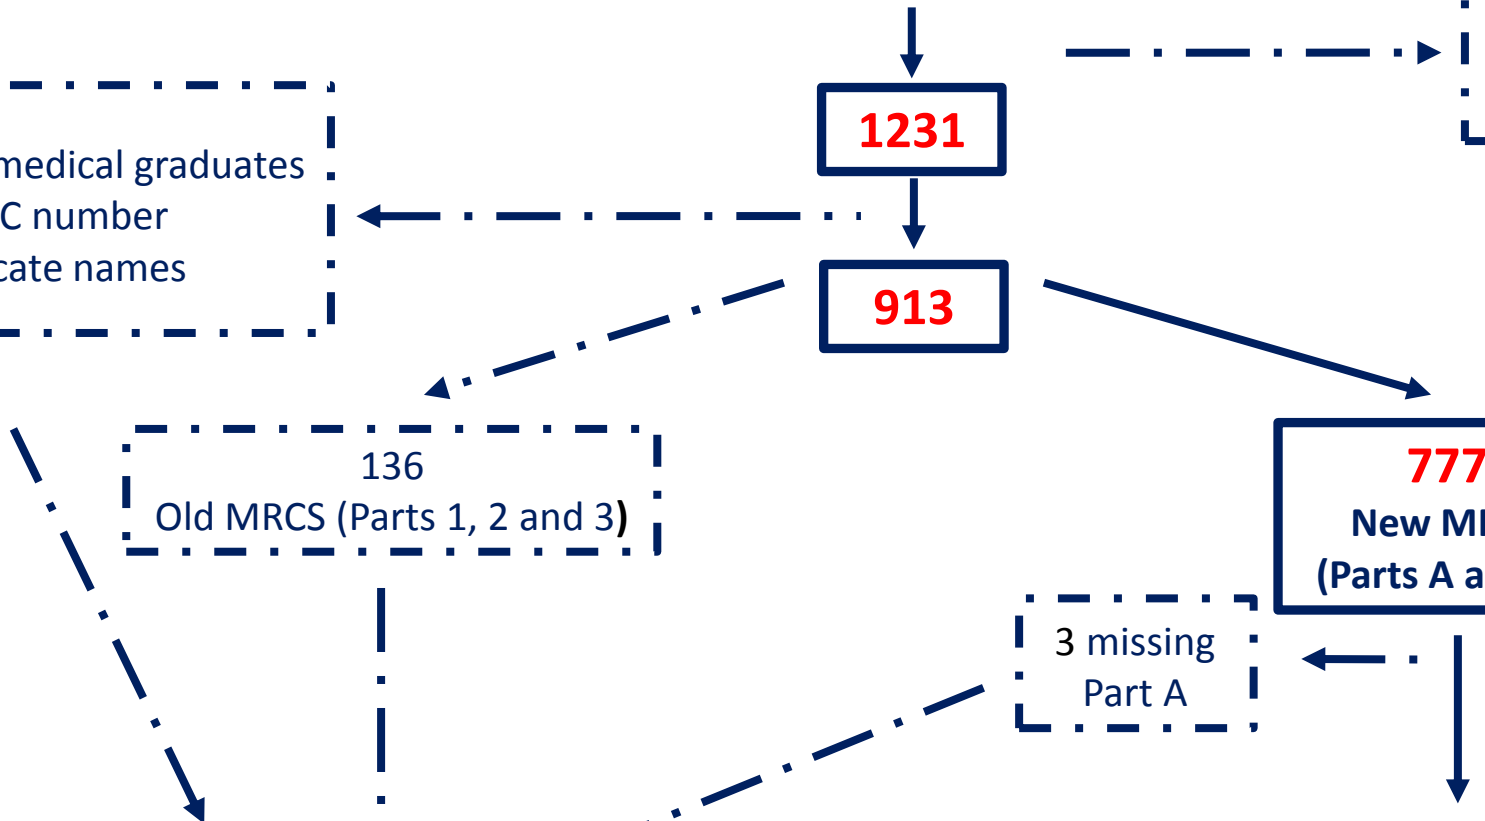 1231
medical graduates
C number
cate names
913
136
Old MRCS (Parts 1, 2 and 3)
777
New M
(Parts A a
3 missing
Part A